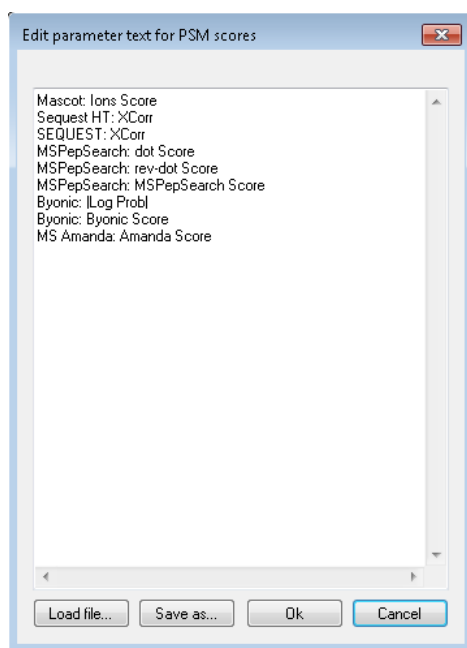 Edit parameter text for PSM scores
Mascot: Ions Score
Sequest HT: XCorr
SEQUEST: XCorr
MSPepSearch: dot Score
MSPepSearch: rev-dot Score
MSPepSearch: MSPepSearch Score
Byonic: |Log Prob|
Byonic: Byonic Score
MS Amanda: Amanda Score
Load file... Save as... Ok Cancel